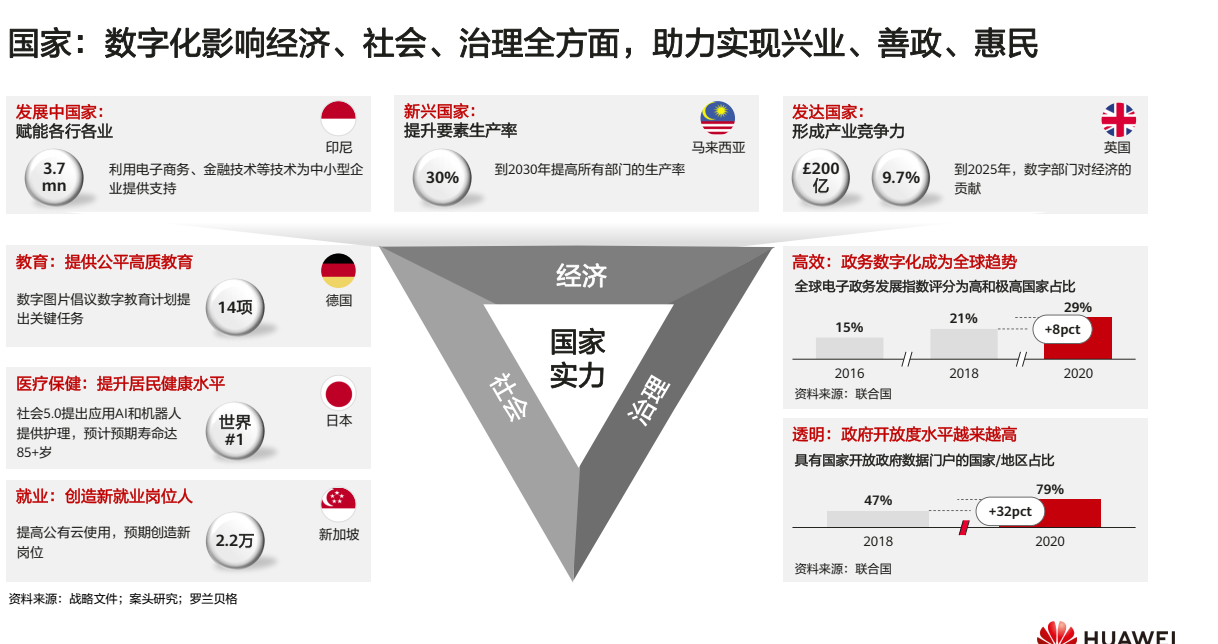 国家：数字化影响经济、社会、治理全方面，助力实现兴业、善政、惠民
发展中国家：
赋能各行各业
印尼
3.7
mn
利用电子商务、金融技术等技术为中小型企
业提供支持
新兴国家：
提升要素生产率
马来西亚
30%
到2030年提高所有部门的生产率
发达国家：
形成产业竞争力
英国
£200
亿
9.7%
到2025年，数字部门对经济的
贡献
教育：提供公平高质教育
德国
数字图片倡议数字教育计划提
出关键任务
14项
医疗保健：提升居民健康水平
日本
社会5.0提出应用AI和机器人
提供护理，预计预期寿命达
85+岁
世界
#1
就业：创造新就业岗位人
新加坡
提高公有云使用，预期创造新
岗位
2.2万
经济
国家
实力
社会
治理
高效：政务数字化成为全球趋势
全球电子政务发展指数评分为高和极高国家占比
15%
21%
29%
+8pct
2016
2018
2020
资料来源：联合国
透明：政府开放度水平越来越高
具有国家开放政府数据门户的国家/地区占比
47%
79%
+32pct
2018
2020
资料来源：联合国
资料来源：战略文件；案头研究；罗兰贝格
HUAWEI